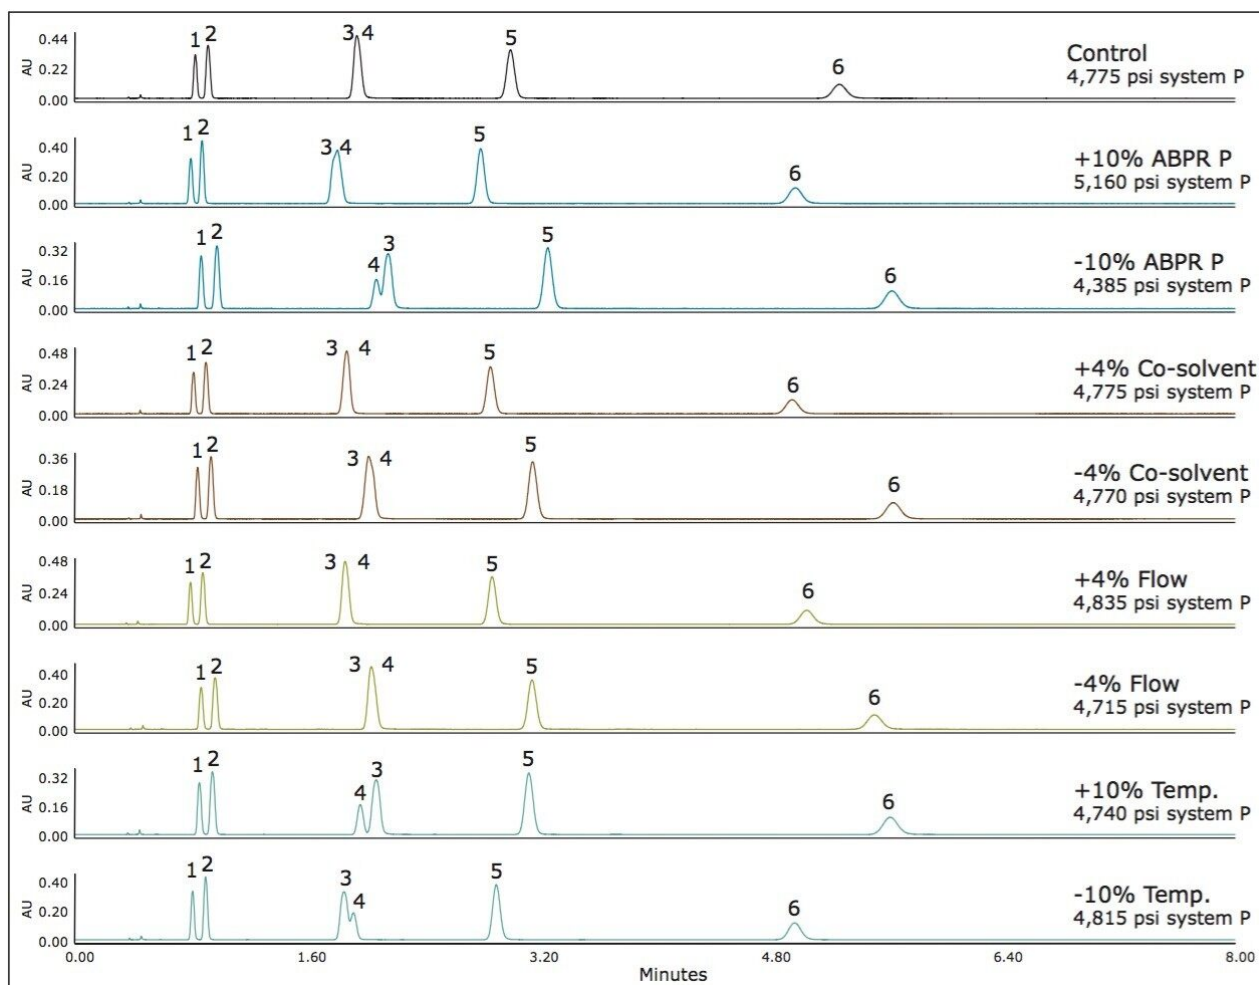 0.44
0.22
0.00
AU
1 2
3 4
5
6
Control
4,775 psi system P
0.40
0.20
0.00
AU
1 2
3 4
5
6
+10% ABPR P
5,160 psi system P
0.32
0.16
0.00
AU
1 2
4 3
5
6
-10% ABPR P
4,385 psi system P
0.48
0.24
0.00
AU
1 2
3 4
5
6
+4% Co-solvent
4,775 psi system P
0.36
0.18
0.00
AU
1 2
3 4
5
6
-4% Co-solvent
4,770 psi system P
0.48
0.24
0.00
AU
1 2
3 4
5
6
+4% Flow
4,835 psi system P
0.40
0.20
0.00
AU
1 2
3 4
5
6
-4% Flow
4,715 psi system P
0.32
0.16
0.00
AU
1 2
4 3
5
6
+10% Temp.
4,740 psi system P
0.40
0.20
0.00
AU
1 2
3 4
5
6
-10% Temp.
4,815 psi system P
0.00 1.60 3.20 4.80 6.40 8.00
Minutes